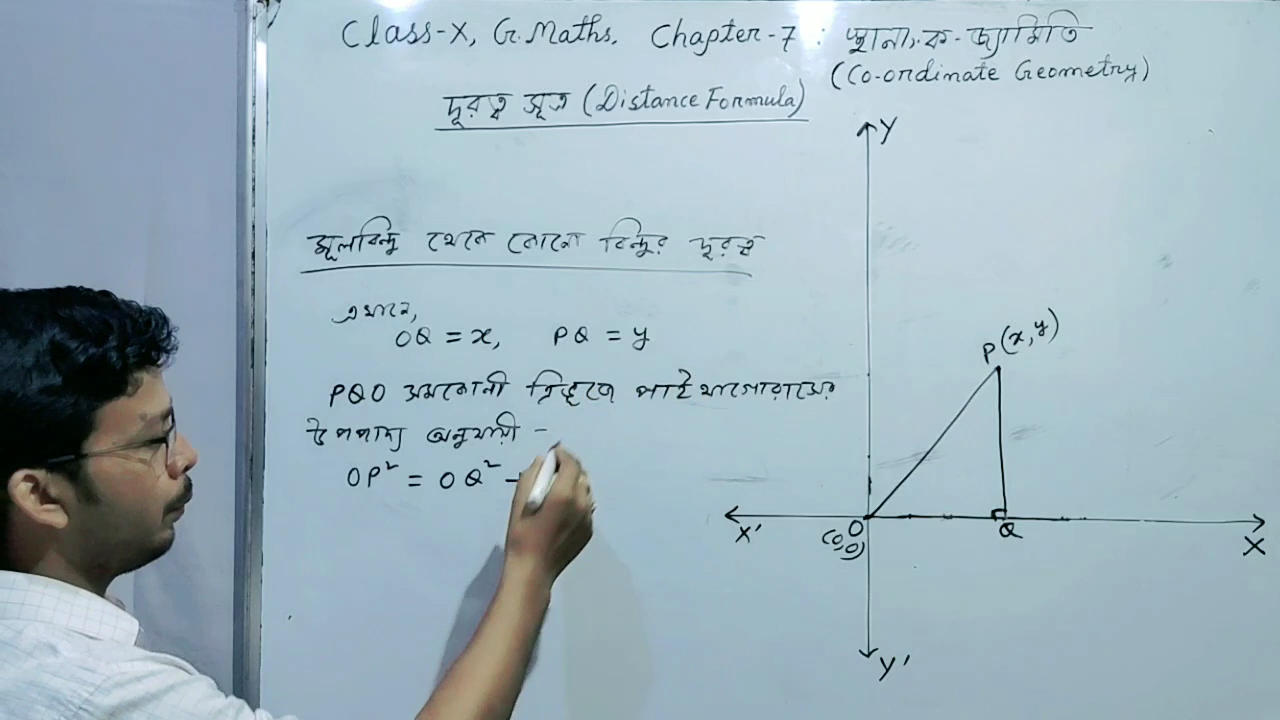 Class-X, G. Maths. Chapter-7 : স্থানাংক-জ্যামিতি
(Co-ordinate Geometry)
দূরত্ব সূত্র (Distance Formula)
মূলবিন্দু থেকে কোনো বিন্দুর দূরত্ব
এখানে,
OQ = x, PQ = y
PQO সমকোনী ত্রিভূজে পাইথাগোরাসের
উপপাদ্য অনুযায়ী -
OP² = OQ²
Y
P(x,y)
X'
O
(0,0)
Q
X
Y'